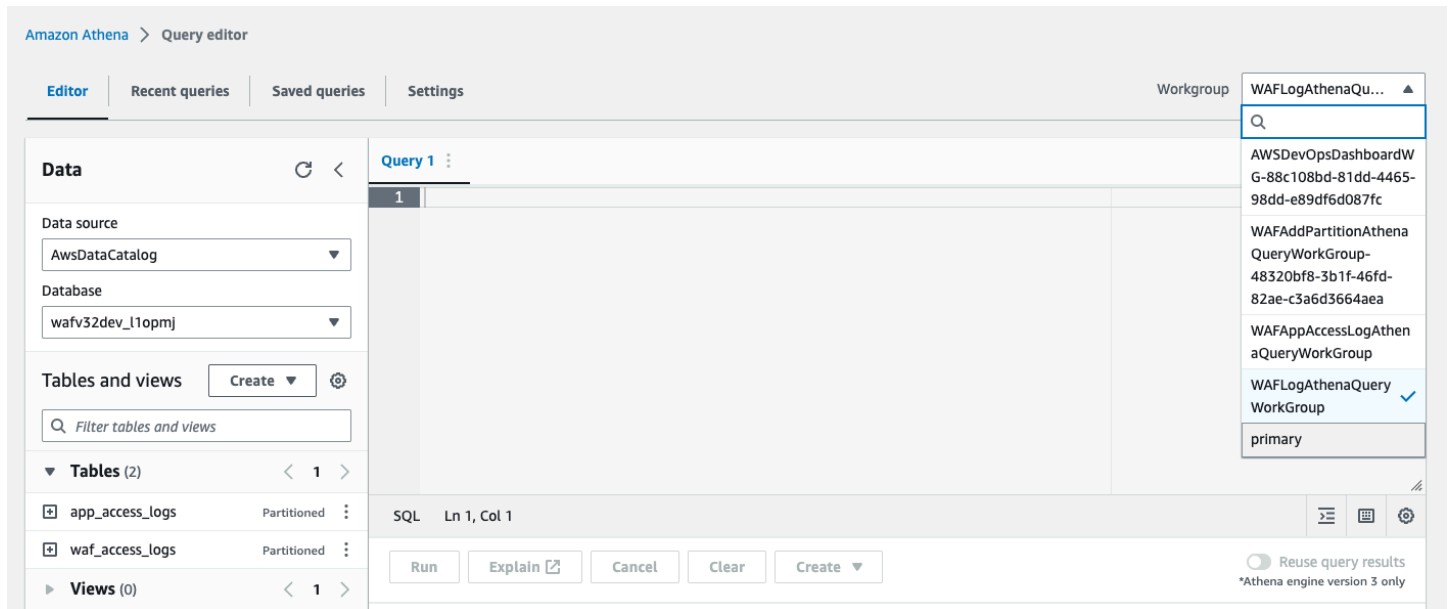 Amazon Athena > Query editor
Editor Recent queries Saved queries Settings Workgroup WAFLogAthenaQu...
AWSDevOpsDashboardW
G-88c108bd-81dd-4465-
98dd-e89df6d087fc
WAFAddPartitionAthena
QueryWorkGroup-
48320bf8-3b1f-46fd-
82ae-c3a6d3664aea
WAFAppAccessLogAthen
aQueryWorkGroup
WAFLogAthenaQuery
WorkGroup
primary
Data
Data source
AwsDataCatalog
Database
wafv32dev_l1opmj
Tables and views Create
Filter tables and views
Tables (2) < 1 >
app_access_logs Partitioned
waf_access_logs Partitioned
Views (0) < 1 >
Query 1
1
SQL Ln 1, Col 1
Run Explain Cancel Clear Create Reuse query results
*Athena engine version 3 only